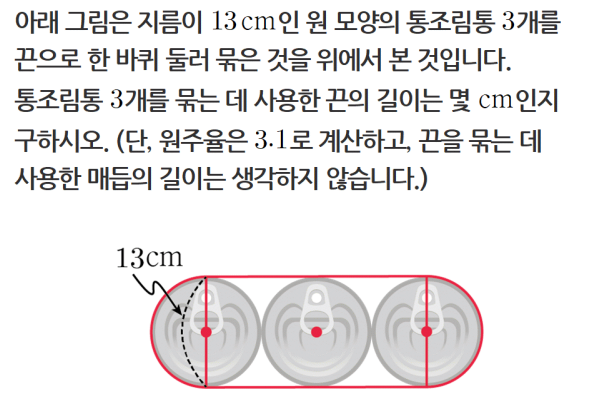 아래 그림은 지름이 13cm인 원 모양의 통조림통 3개를
끈으로 한 바퀴 둘러 묶은 것을 위에서 본 것입니다.
통조림통 3개를 묶는 데 사용한 끈의 길이는 몇 cm인지
구하시오. (단, 원주율은 3.1로 계산하고, 끈을 묶는 데
사용한 매듭의 길이는 생각하지 않습니다.)
13cm